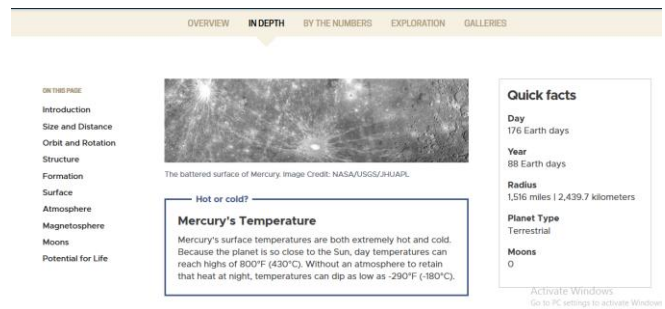 OVERVIEW IN DEPTH BY THE NUMBERS EXPLORATION GALLERIES
ON THIS PAGE
Introduction
Size and Distance
Orbit and Rotation
Structure
Formation
Surface
Atmosphere
Magnetosphere
Moons
Potential for Life
The battered surface of Mercury. Image Credit: NASA/USGS/JHUAPL
Hot or cold?
Mercury's Temperature
Mercury's surface temperatures are both extremely hot and cold.
Because the planet is so close to the Sun, day temperatures can
reach highs of 800°F (430°C). Without an atmosphere to retain
that heat at night, temperatures can dip as low as -290°F (-180°C).
Quick facts
Day
176 Earth days
Year
88 Earth days
Radius
1,516 miles | 2,439.7 kilometers
Planet Type
Terrestrial
Moons
0
Activate Windows
Go to PC settings to activate Windows